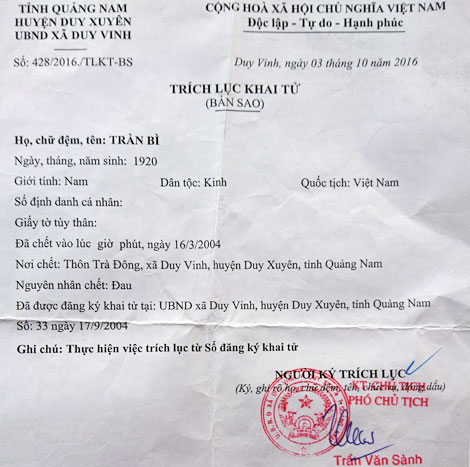 TỈNH QUẢNG NAM
HUYỆN DUY XUYÊN
UBND XÃ DUY VINH
Số: 428/2016./TLKT-BS
CỘNG HOÀ XÃ HỘI CHỦ NGHĨA VIỆT NAM
Độc lập - Tự do - Hạnh phúc
Duy Vinh, ngày 03 tháng 10 năm 2016
TRÍCH LỤC KHAI TỬ
(BẢN SAO)
Họ, chữ đệm, tên: TRẦN BÌ
Ngày, tháng, năm sinh: 1920
Giới tính: Nam Dân tộc: Kinh Quốc tịch: Việt Nam
Số định danh cá nhân:
Giấy tờ tùy thân:
Đã chết vào lúc giờ phút, ngày 16/3/2004
Nơi chết: Thôn Trà Đông, xã Duy Vinh, huyện Duy Xuyên, tỉnh Quảng Nam
Nguyên nhân chết: Đau
Đã được đăng ký khai tử tại: UBND xã Duy Vinh, huyện Duy Xuyên, tỉnh Quảng Nam
Số: 33 ngày 17/9/2004
Ghi chú: Thực hiện việc trích lục từ Sổ đăng ký khai tử
NGƯỜI KÝ TRÍCH LỤC
(Ký, ghi rõ họ, chữ đệm, tên, chức vụ, đóng dấu)
KT/CHỦ TỊCH
PHÓ CHỦ TỊCH
Trần Văn Sành